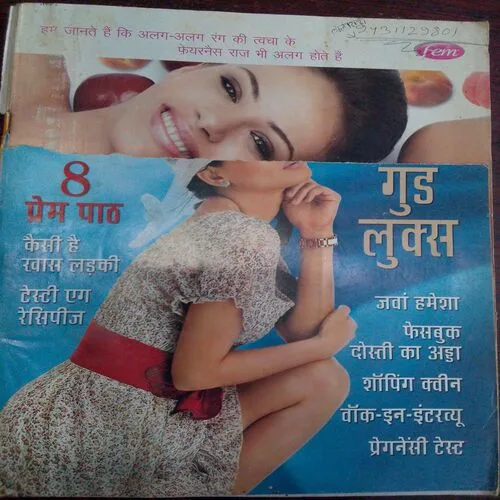 हम जानते हैं कि अलग-अलग रंग की त्वचा के
फ़ेयरनेस राज़ भी अलग होते हैं
fem
8
प्रेम पाठ
कैसी है
खास लड़की
टेस्टी एग
रेसिपीज
गुड
लुक्स
जवां हमेशा
फेसबुक
दोस्ती का अड्डा
शॉपिंग क्वीन
वॉक-इन-इंटरव्यू
प्रेगनेंसी टेस्ट